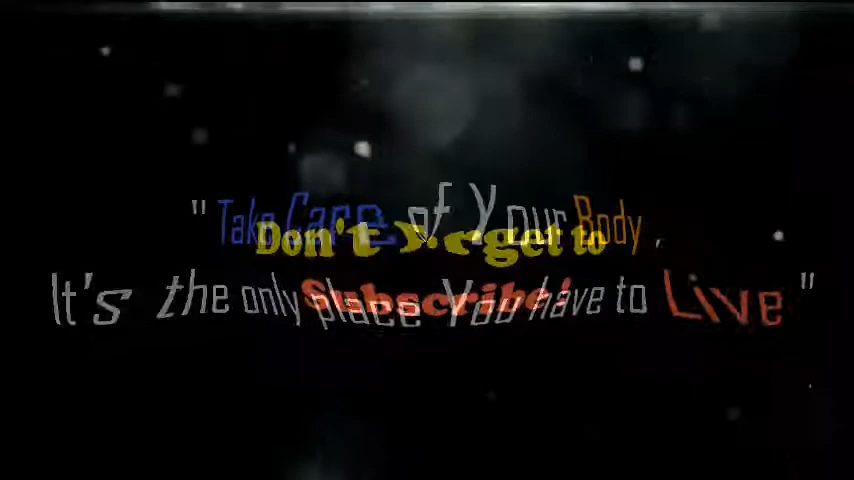 " Take Care of Your Body ,
Don't Forget to
It's the only place You have to Live "
Subscribe!